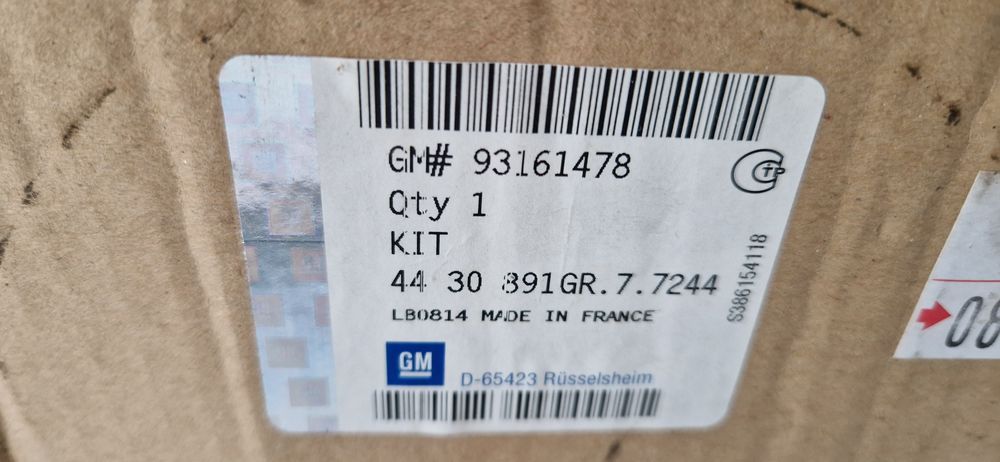 GM# 93161478
Qty 1
KIT
44 30 891GR.7.7244
LB0814 MADE IN FRANCE
GM
D-65423 Rüsselsheim
S386154118
08